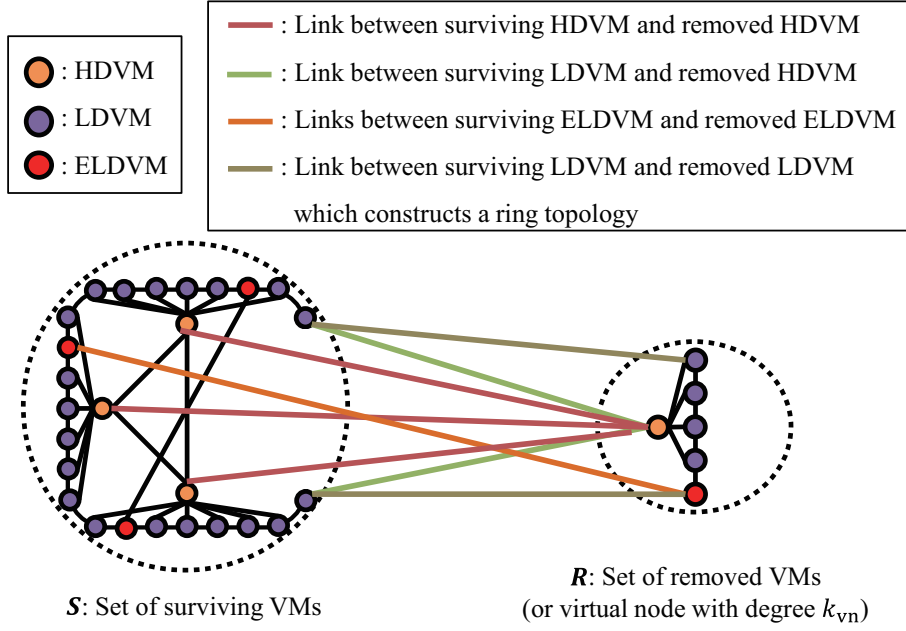 : HDVM
: LDVM
: ELDVM
: Link between surviving HDVM and removed HDVM
: Link between surviving LDVM and removed HDVM
: Links between surviving ELDVM and removed ELDVM
: Link between surviving LDVM and removed LDVM
which constructs a ring topology
S: Set of surviving VMs
R: Set of removed VMs
(or virtual node with degree k_vn)